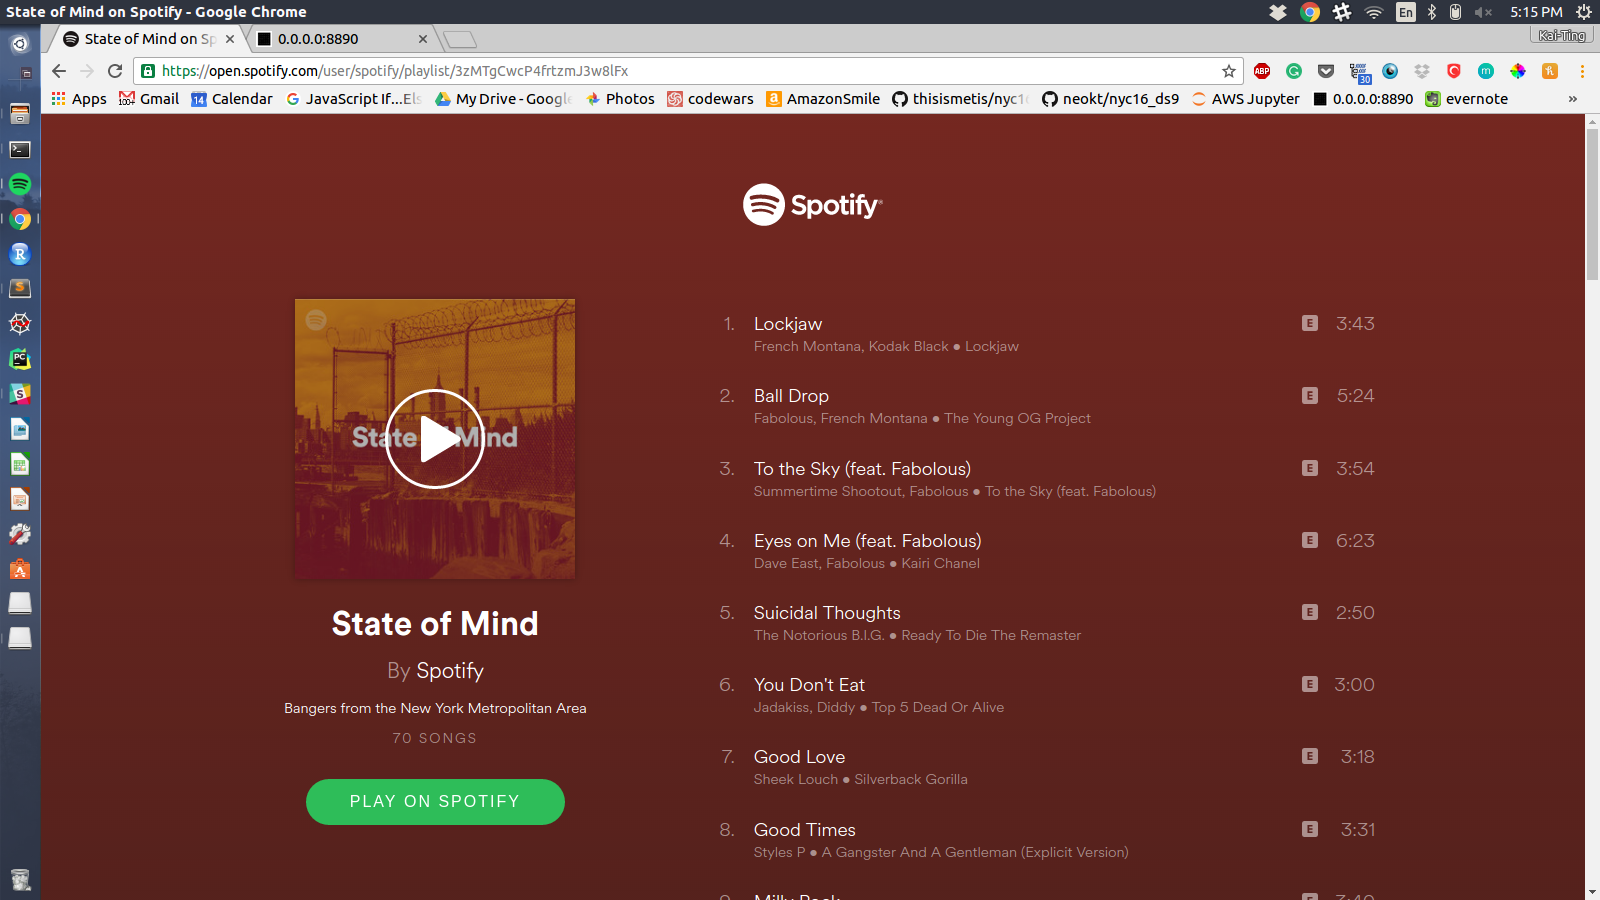 State of Mind on Spotify - Google Chrome
En
5:15 PM
State of Mind on Sp
0.0.0.0:8890
Kai-Ting
https://open.spotify.com/user/spotify/playlist/3zMTgCwcP4frtzmJ3w8lFx
ABP
30
Apps
100+
Gmail
14
Calendar
JavaScript If...Els
My Drive - Google
Photos
codewars
AmazonSmile
thisismetis/nyc16
neokt/nyc16_ds9
AWS Jupyter
0.0.0.0:8890
evernote
»
Spotify
State of Mind
State of Mind
By Spotify
Bangers from the New York Metropolitan Area
70 SONGS
PLAY ON SPOTIFY
1. Lockjaw E 3:43
French Montana, Kodak Black ● Lockjaw
2. Ball Drop E 5:24
Fabolous, French Montana ● The Young OG Project
3. To the Sky (feat. Fabolous) E 3:54
Summertime Shootout, Fabolous ● To the Sky (feat. Fabolous)
4. Eyes on Me (feat. Fabolous) E 6:23
Dave East, Fabolous ● Kairi Chanel
5. Suicidal Thoughts E 2:50
The Notorious B.I.G. ● Ready To Die The Remaster
6. You Don't Eat E 3:00
Jadakiss, Diddy ● Top 5 Dead Or Alive
7. Good Love E 3:18
Sheek Louch ● Silverback Gorilla
8. Good Times E 3:31
Styles P ● A Gangster And A Gentleman (Explicit Version)